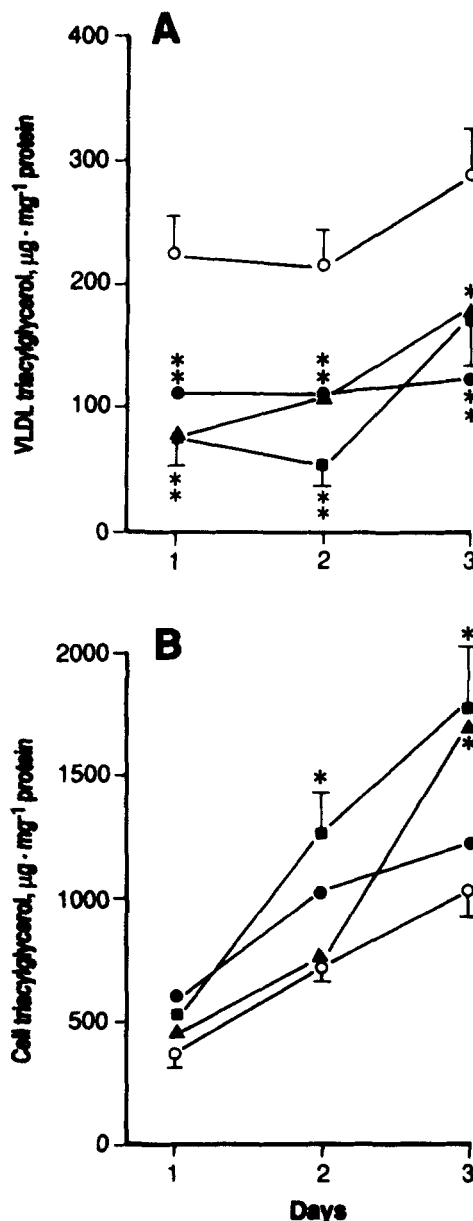 A
400
300
200
100
0
VLDL triacylglycerol, µg · mg⁻¹ protein
* * * * *
* * * *
* * *
* *
1 2 3
B
2000
1500
1000
500
0
Cell triacylglycerol, µg · mg⁻¹ protein
*
*
*
1 2 3
Days